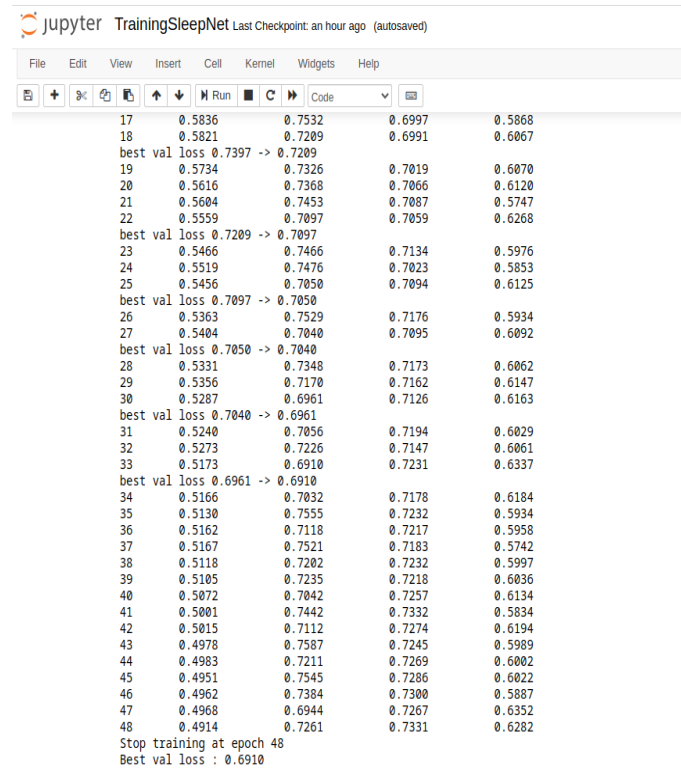 jupyter TrainingSleepNet Last Checkpoint: an hour ago (autosaved)
File Edit View Insert Cell Kernel Widgets Help
Run Code
17 0.5836 0.7532 0.6997 0.5868
18 0.5821 0.7209 0.6991 0.6067
best val loss 0.7397 -> 0.7209
19 0.5734 0.7326 0.7019 0.6070
20 0.5616 0.7368 0.7066 0.6120
21 0.5604 0.7453 0.7087 0.5747
22 0.5559 0.7097 0.7059 0.6268
best val loss 0.7209 -> 0.7097
23 0.5466 0.7466 0.7134 0.5976
24 0.5519 0.7476 0.7023 0.5853
25 0.5456 0.7050 0.7094 0.6125
best val loss 0.7097 -> 0.7050
26 0.5363 0.7529 0.7176 0.5934
27 0.5404 0.7040 0.7095 0.6092
best val loss 0.7050 -> 0.7040
28 0.5331 0.7348 0.7173 0.6062
29 0.5356 0.7170 0.7162 0.6147
30 0.5287 0.6961 0.7126 0.6163
best val loss 0.7040 -> 0.6961
31 0.5240 0.7056 0.7194 0.6029
32 0.5273 0.7226 0.7147 0.6061
33 0.5173 0.6910 0.7231 0.6337
best val loss 0.6961 -> 0.6910
34 0.5166 0.7032 0.7178 0.6184
35 0.5130 0.7555 0.7232 0.5934
36 0.5162 0.7118 0.7217 0.5958
37 0.5167 0.7521 0.7183 0.5742
38 0.5118 0.7202 0.7232 0.5997
39 0.5105 0.7235 0.7218 0.6036
40 0.5072 0.7042 0.7257 0.6134
41 0.5001 0.7442 0.7332 0.5834
42 0.5015 0.7112 0.7274 0.6194
43 0.4978 0.7587 0.7245 0.5989
44 0.4983 0.7211 0.7269 0.6002
45 0.4951 0.7545 0.7286 0.6022
46 0.4962 0.7384 0.7300 0.5887
47 0.4968 0.6944 0.7267 0.6352
48 0.4914 0.7261 0.7331 0.6282
Stop training at epoch 48
Best val loss : 0.6910